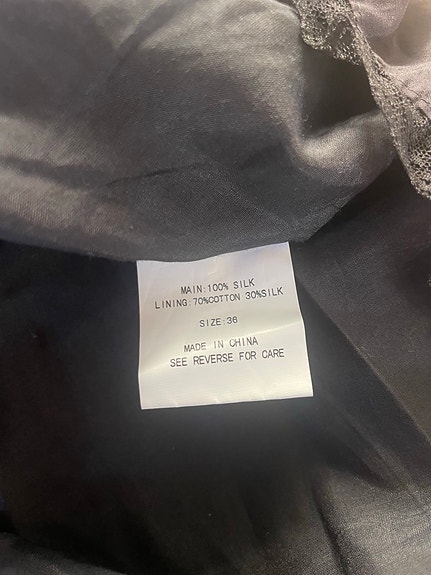 MAIN:100% SILK
LINING:70%COTTON 30%SILK
SIZE:36
MADE IN CHINA
SEE REVERSE FOR CARE